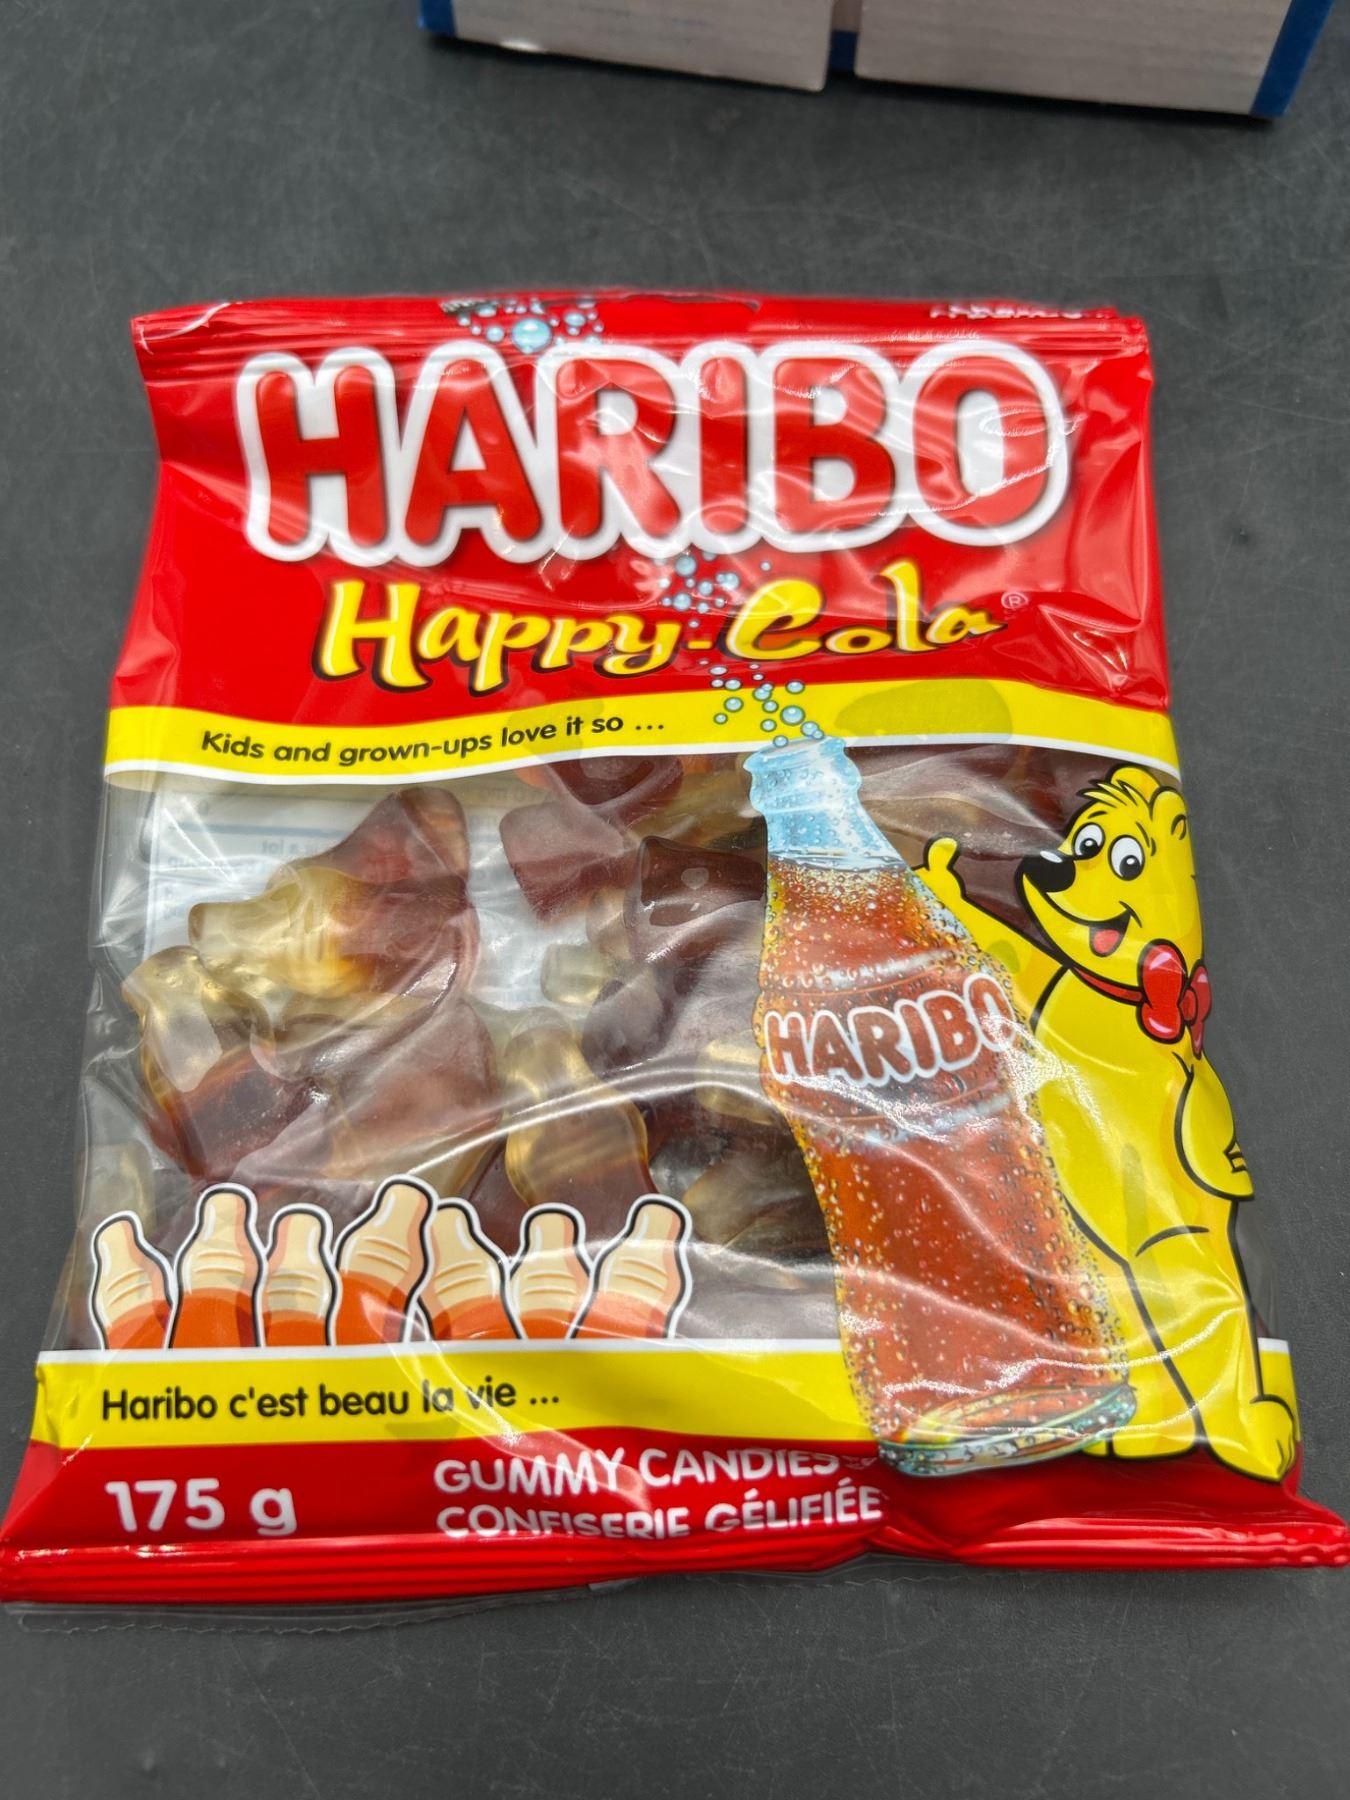 HARIBO
Happy-Cola®
Kids and grown-ups love it so ...
HARIBO
Haribo c'est beau la vie ...
175 g
GUMMY CANDIES
CONFISERIE GÉLIFIÉE